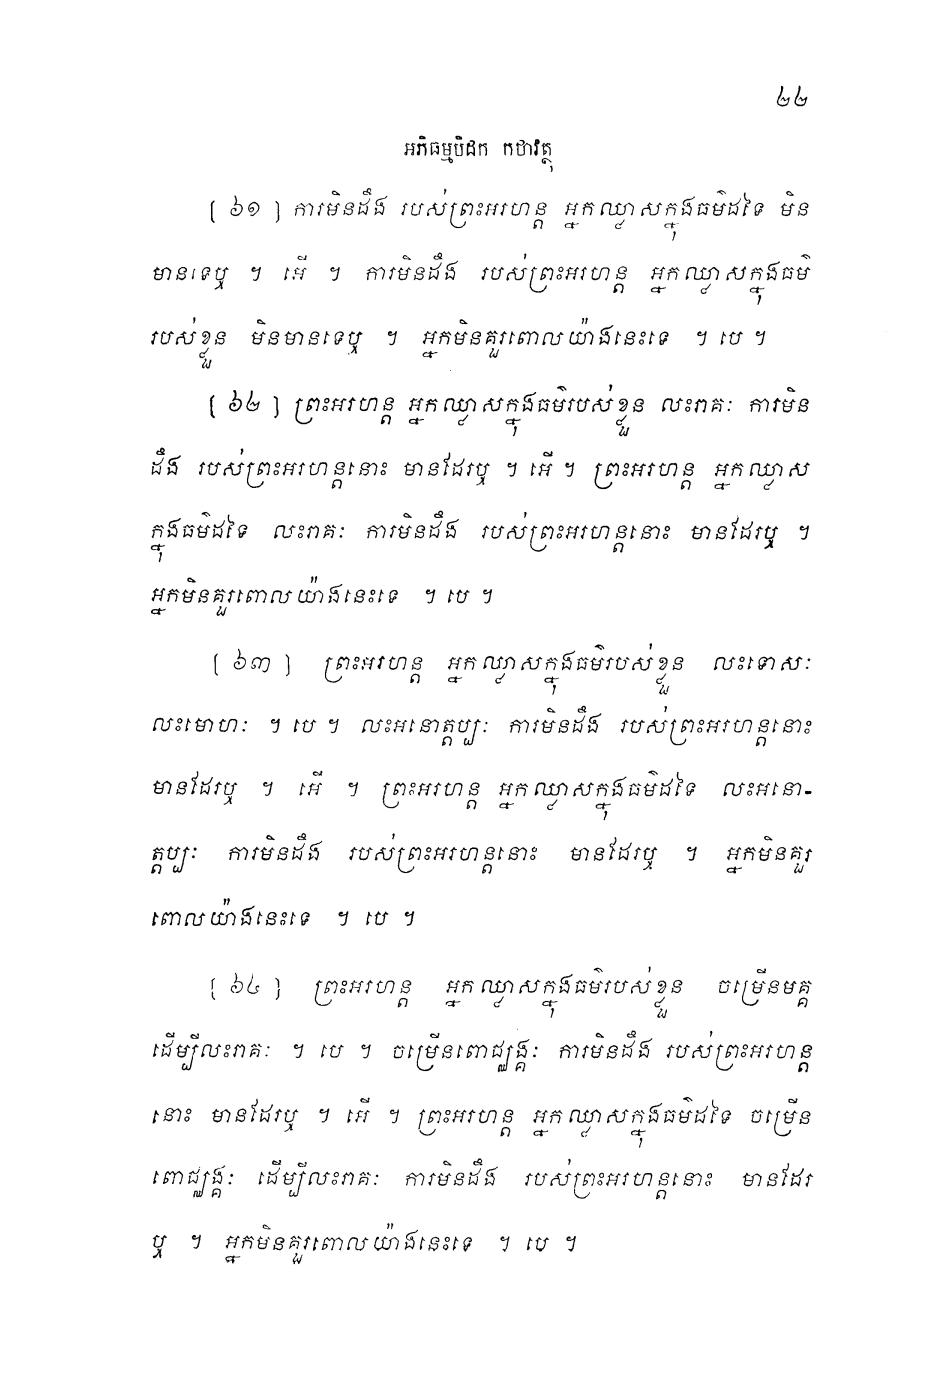 ២២
អភិធម្មបិដក កថាវត្ថុ
[ ៦១ ] ការមិនដឹង របស់ព្រះអរហន្ត អ្នកឈ្លាសក្នុងធម៌ដទៃ មិន
មានទេឬ ។ អើ ។ ការមិនដឹង របស់ព្រះអរហន្ត អ្នកឈ្លាសក្នុងធម៌
របស់ខ្លួន មិនមានទេឬ ។ អ្នកមិនគួរពោលយ៉ាងនេះទេ ។ បេ ។
[ ៦២ ] ព្រះអរហន្ត អ្នកឈ្លាសក្នុងធម៌របស់ខ្លួន លះរាគៈ ការមិន
ដឹង របស់ព្រះអរហន្តនោះ មានដែរឬ ។ អើ ។ ព្រះអរហន្ត អ្នកឈ្លាស
ក្នុងធម៌ដទៃ លះរាគៈ ការមិនដឹង របស់ព្រះអរហន្តនោះ មានដែរឬ ។
អ្នកមិនគួរពោលយ៉ាងនេះទេ ។ បេ ។
[ ៦៣ ] ព្រះអរហន្ត អ្នកឈ្លាសក្នុងធម៌របស់ខ្លួន លះទោសៈ
លះមោហៈ ។ បេ ។ លះអនោត្តប្បៈ ការមិនដឹង របស់ព្រះអរហន្តនោះ
មានដែរឬ ។ អើ ។ ព្រះអរហន្ត អ្នកឈ្លាសក្នុងធម៌ដទៃ លះអនោ-
ត្តប្បៈ ការមិនដឹង របស់ព្រះអរហន្តនោះ មានដែរឬ ។ អ្នកមិនគួរ
ពោលយ៉ាងនេះទេ ។ បេ ។
[ ៦៤ ] ព្រះអរហន្ត អ្នកឈ្លាសក្នុងធម៌របស់ខ្លួន ចម្រើនមគ្គ
ដើម្បីលះរាគៈ ។ បេ ។ ចម្រើនពោជ្ឈង្គៈ ការមិនដឹង របស់ព្រះអរហន្ត
នោះ មានដែរឬ ។ អើ ។ ព្រះអរហន្ត អ្នកឈ្លាសក្នុងធម៌ដទៃ ចម្រើន
ពោជ្ឈង្គៈ ដើម្បីលះរាគៈ ការមិនដឹង របស់ព្រះអរហន្តនោះ មានដែរ
ឬ ។ អ្នកមិនគួរពោលយ៉ាងនេះទេ ។ បេ ។